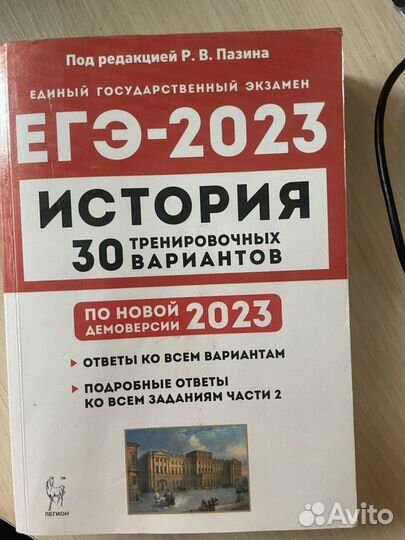 Под редакцией Р. В. Пазина
ЕДИНЫЙ ГОСУДАРСТВЕННЫЙ ЭКЗАМЕН
ЕГЭ-2023
ИСТОРИЯ
30 ТРЕНИРОВОЧНЫХ
ВАРИАНТОВ
ПО НОВОЙ
ДЕМОВЕРСИИ 2023
ОТВЕТЫ КО ВСЕМ ВАРИАНТАМ
ПОДРОБНЫЕ ОТВЕТЫ
КО ВСЕМ ЗАДАНИЯМ ЧАСТИ 2
TM
ЛЕГИОН
Avito